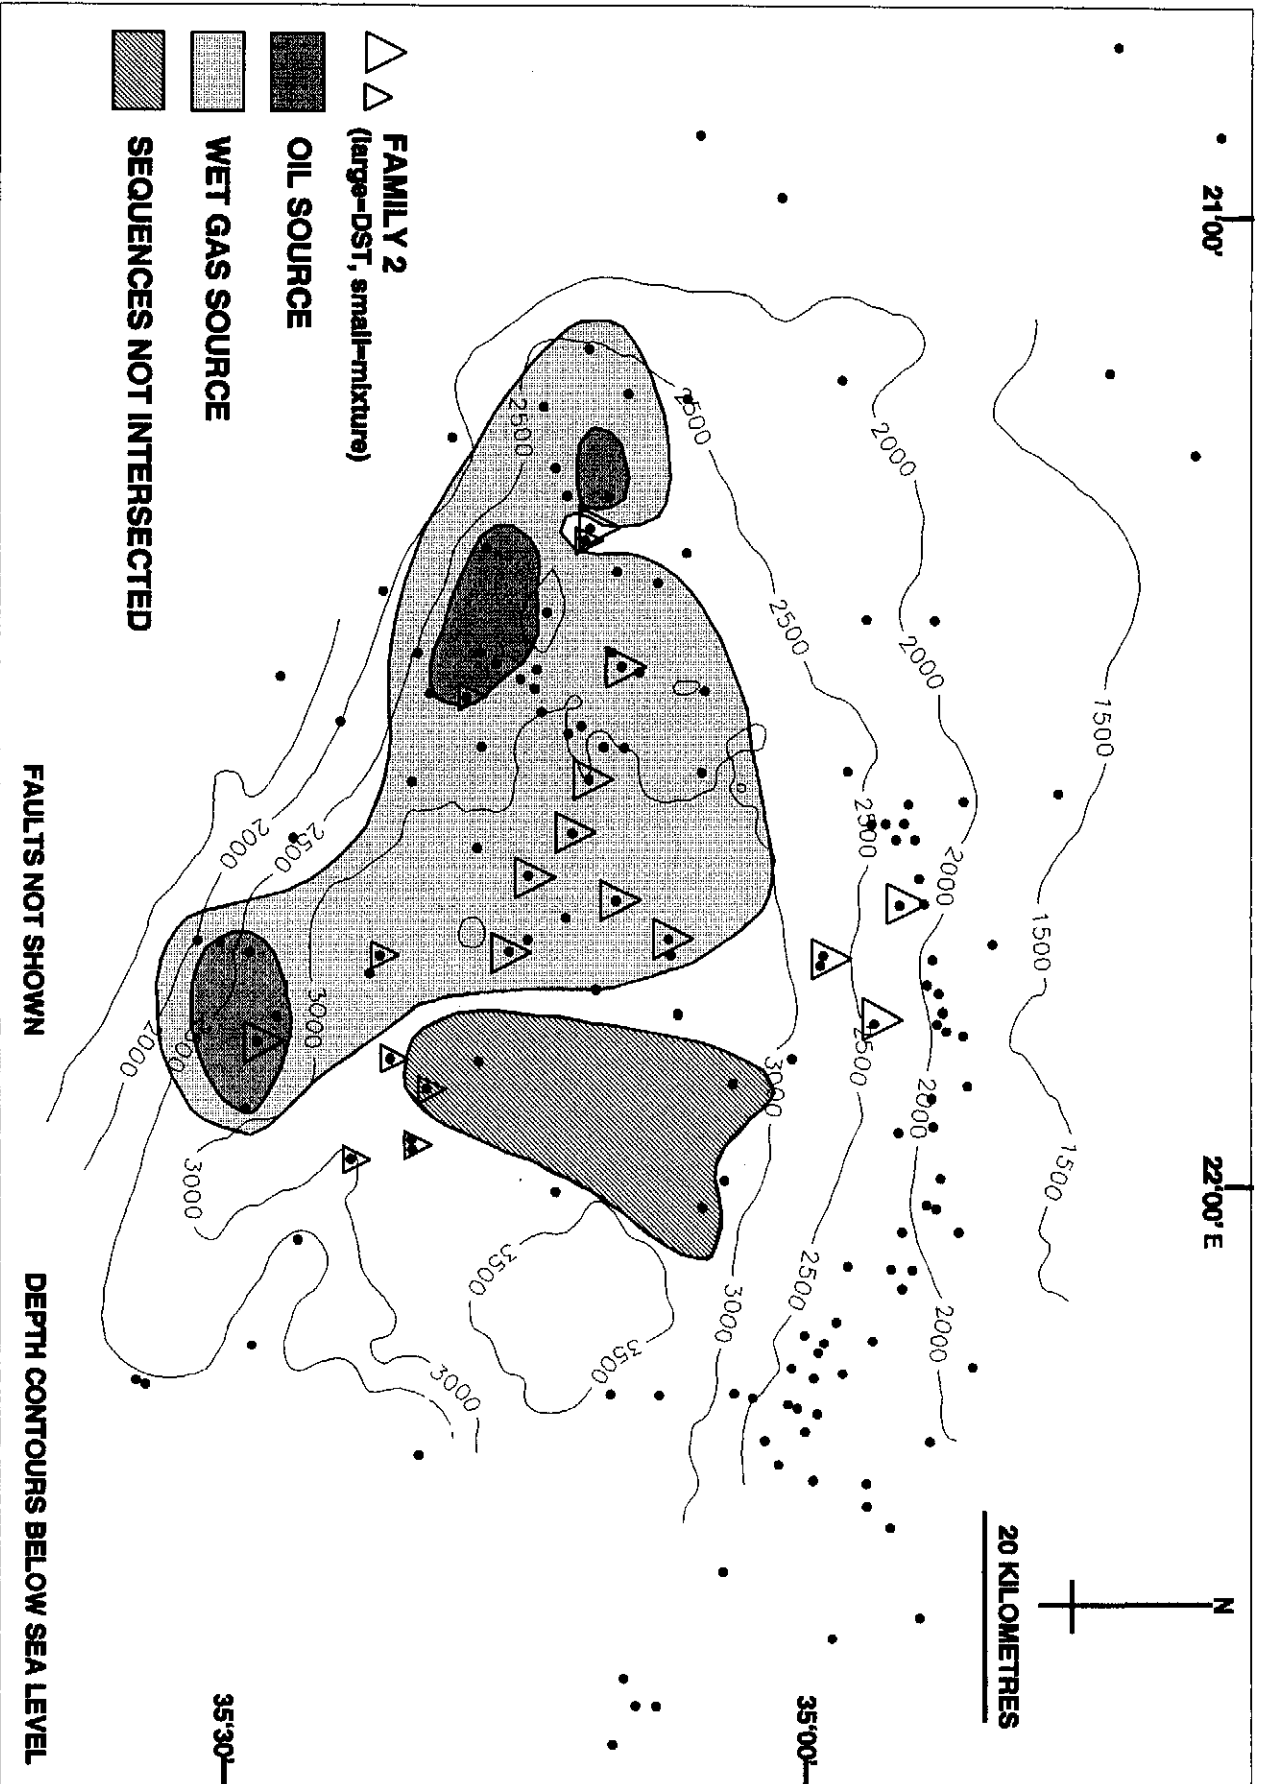 21'00'
22'00' E
N
20 KILOMETRES
1500
1500
1500
2000
2000
2000
2000
2000
2500
2500
2500
2500
2500
3000
3000
35'00'
3500
3500
2500
3000
3000
2500
2000
3000
2000
35'30'
FAMILY 2
(large=DST, small=mixture)
OIL SOURCE
WET GAS SOURCE
SEQUENCES NOT INTERSECTED
FAULTS NOT SHOWN
DEPTH CONTOURS BELOW SEA LEVEL